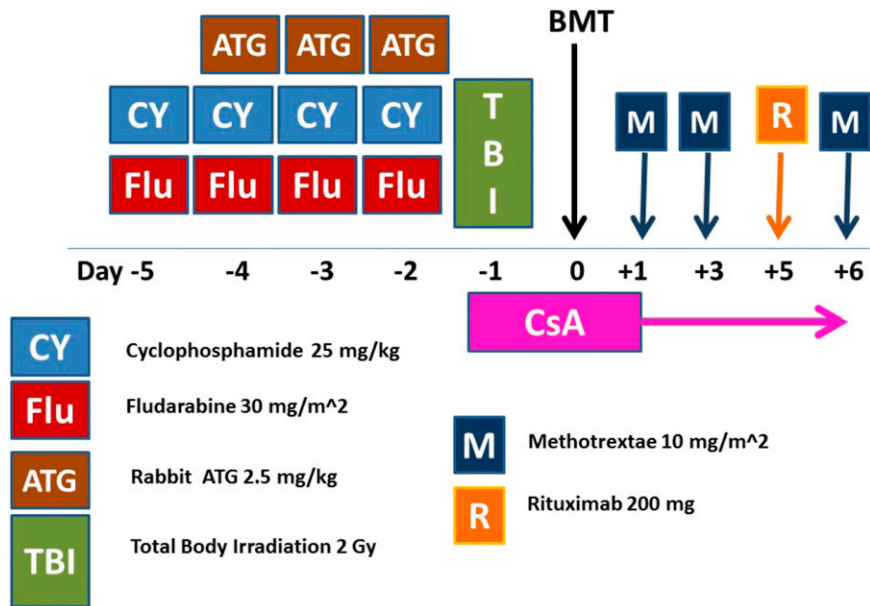 BMT
ATG ATG ATG
CY CY CY CY
TBI
M M R M
Flu Flu Flu Flu
Day -5 -4 -3 -2 -1 0 +1 +3 +5 +6
CsA
CY Cyclophosphamide 25 mg/kg
Flu Fludarabine 30 mg/m^2
ATG Rabbit ATG 2.5 mg/kg
TBI Total Body Irradiation 2 Gy
M Methotrextae 10 mg/m^2
R Rituximab 200 mg